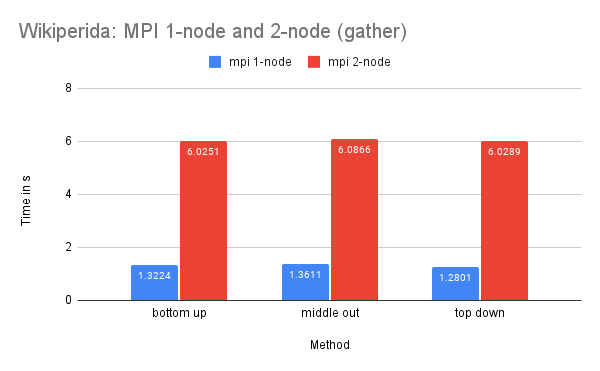 Wikiperida: MPI 1-node and 2-node (gather)
mpi 1-node mpi 2-node
8
6
4
2
0
Time in s
6.0251
6.0866
6.0289
1.3224
1.3611
1.2801
bottom up middle out top down
Method